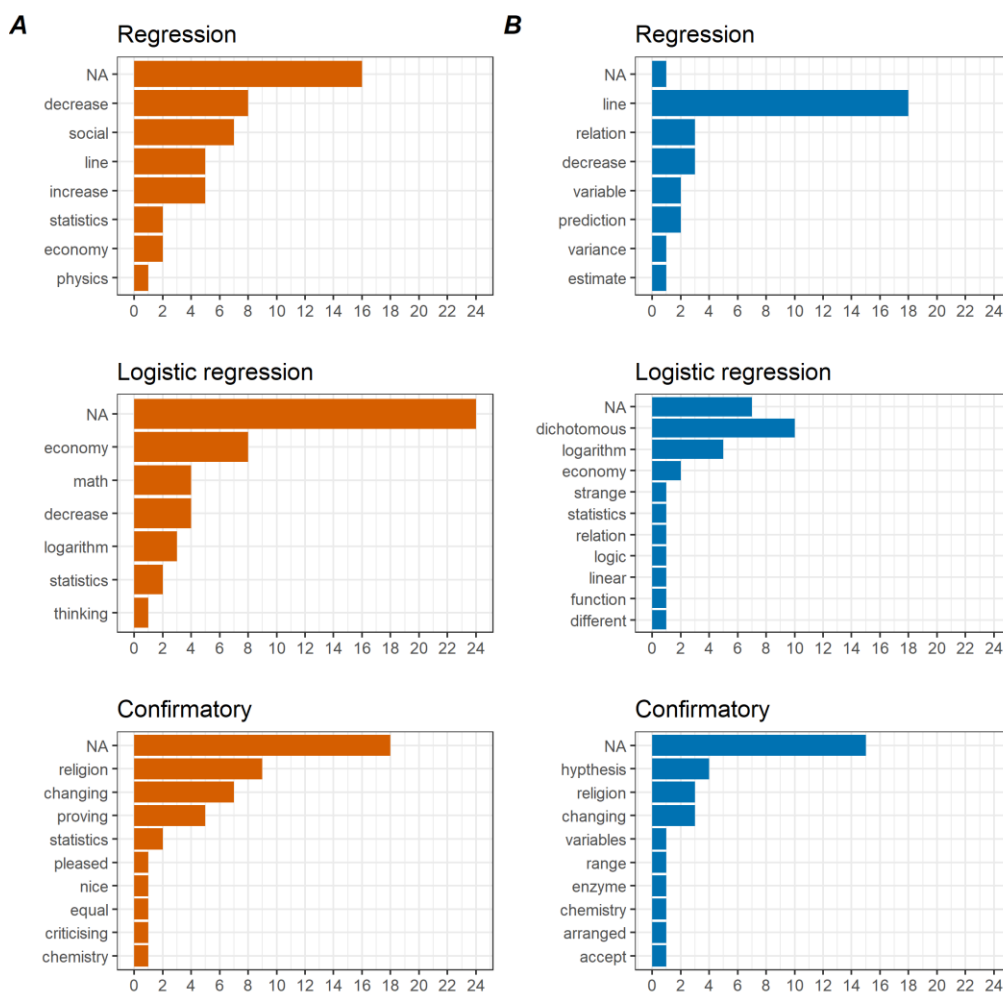 A
Regression
NA
decrease
social
line
increase
statistics
economy
physics
0 2 4 6 8 10 12 14 16 18 20 22 24
Logistic regression
NA
economy
math
decrease
logarithm
statistics
thinking
0 2 4 6 8 10 12 14 16 18 20 22 24
Confirmatory
NA
religion
changing
proving
statistics
pleased
nice
equal
criticising
chemistry
0 2 4 6 8 10 12 14 16 18 20 22 24
B
Regression
NA
line
relation
decrease
variable
prediction
variance
estimate
0 2 4 6 8 10 12 14 16 18 20 22 24
Logistic regression
NA
dichotomous
logarithm
economy
strange
statistics
relation
logic
linear
function
different
0 2 4 6 8 10 12 14 16 18 20 22 24
Confirmatory
NA
hypthesis
religion
changing
variables
range
enzyme
chemistry
arranged
accept
0 2 4 6 8 10 12 14 16 18 20 22 24